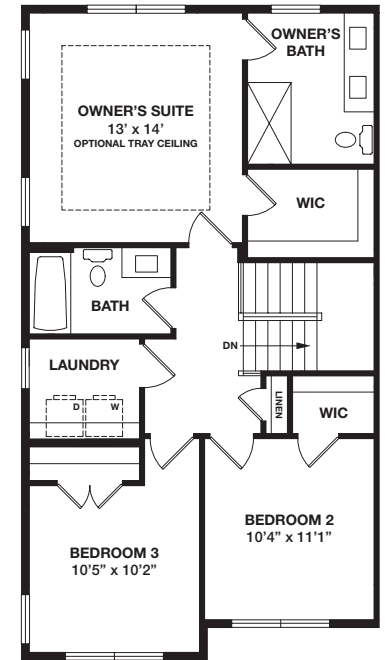 OWNER'S
BATH
OWNER'S SUITE
13' x 14'
OPTIONAL TRAY CEILING
WIC
BATH
DN
LAUNDRY
D W
LINEN
WIC
BEDROOM 2
10'4" x 11'1"
BEDROOM 3
10'5" x 10'2"